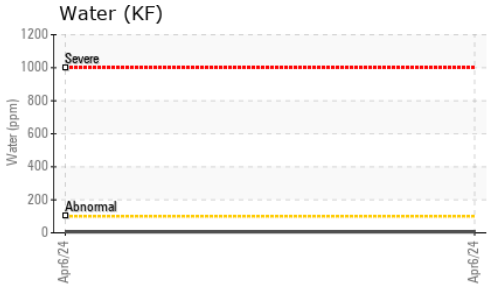 Water (KF)
1200
Severe
1000
800
600
400
200
Abnormal
0
Water (ppm)
Apr6/24
Apr6/24